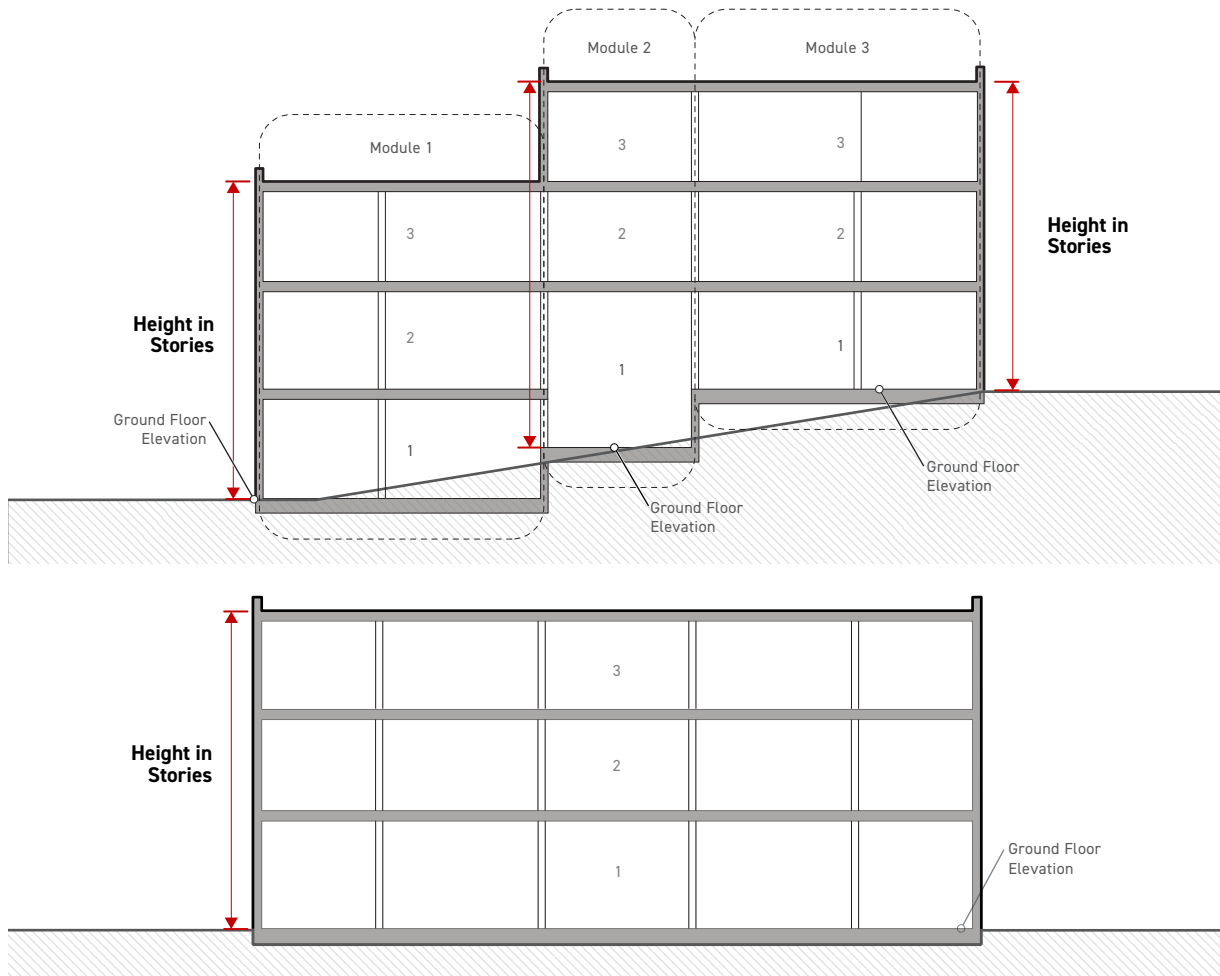 Module 2
Module 3
Module 1
3
3
3
2
2
Height in
Stories
Height in
Stories
2
1
1
Ground Floor
Elevation
1
Ground Floor
Elevation
Ground Floor
Elevation
3
Height in
Stories
2
Ground Floor
Elevation
1